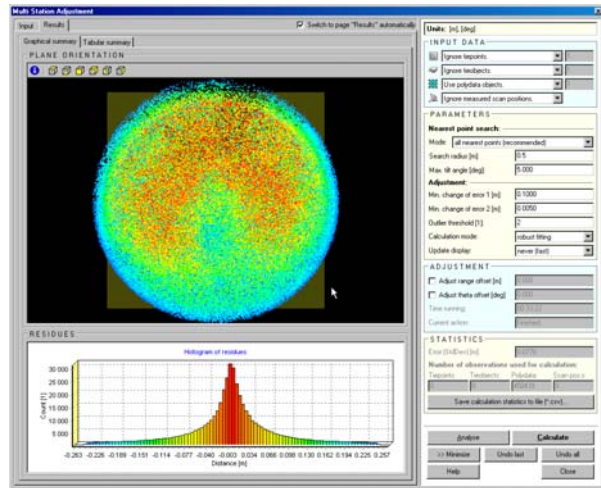 Multi Station Adjustment
Input Results Switch to page "Results" automatically
Graphical summary Tabular summary
PLANE ORIENTATION
RESIDUES
Histogram of residues
Count [1]
30 000
25 000
20 000
15 000
10 000
5 000
-0.263 -0.226 -0.189 -0.151 -0.114 -0.077 -0.040 -0.003 0.034 0.068 0.098 0.130 0.162 0.194 0.225 0.257
Distance [m]
Units: [m], [deg]
INPUT DATA
Ignore tiepoints.
Ignore tieobjects.
Use polydata objects.
Ignore measured scan positions.
PARAMETERS
Nearest point search:
Mode: all nearest points (recommended)
Search radius [m] 0.5
Max. tilt angle [deg] 5.000
Adjustment:
Min. change of error 1 [m] 0.1000
Min. change of error 2 [m] 0.0050
Outlier threshold [1] 2
Calculation mode: robust fitting
Update display: never (fast)
ADJUSTMENT
Adjust range offset [m] 0.000
Adjust theta offset [deg] 0.000
Time running:
Current action:
STATISTICS
Error (StdDev) [m]
Number of observations used for calculation:
Tiepoints Tieobjects Polydata Scan-pos.s
Save calculation statistics to file (*.csv)...
Analyse Calculate
>> Minimize Undo last Undo all
Help Close